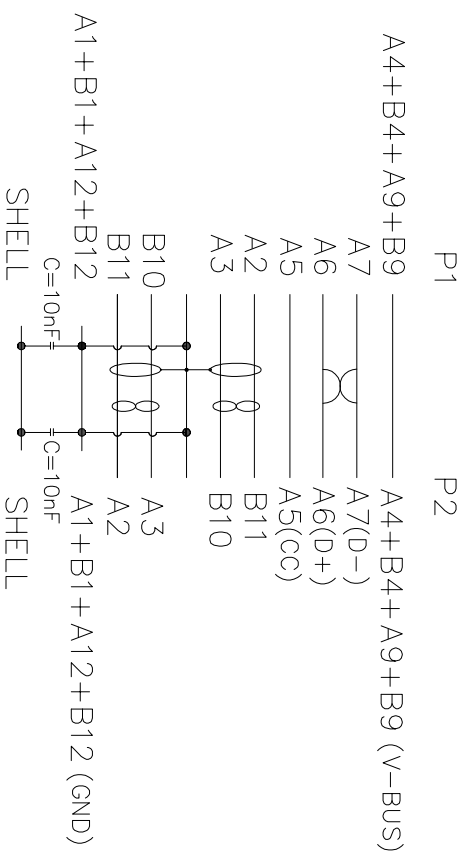 P1 P2
A4+B4+A9+B9 A4+B4+A9+B9 (V-BUS)
A7 A7(D-)
A6 A6(D+)
A5 A5(CC)
A2 B11
A3 B10
B10 A3
B11 A2
A1+B1+A12+B12 A1+B1+A12+B12 (GND)
C=10nF C=10nF
SHELL SHELL